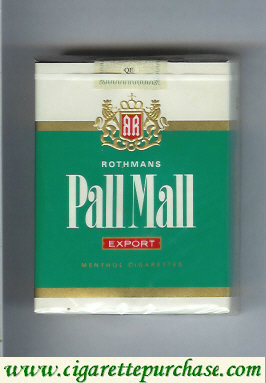 ROTHMANS
Pall Mall
EXPORT
MENTHOL CIGARETTES
www.cigarettepurchase.com